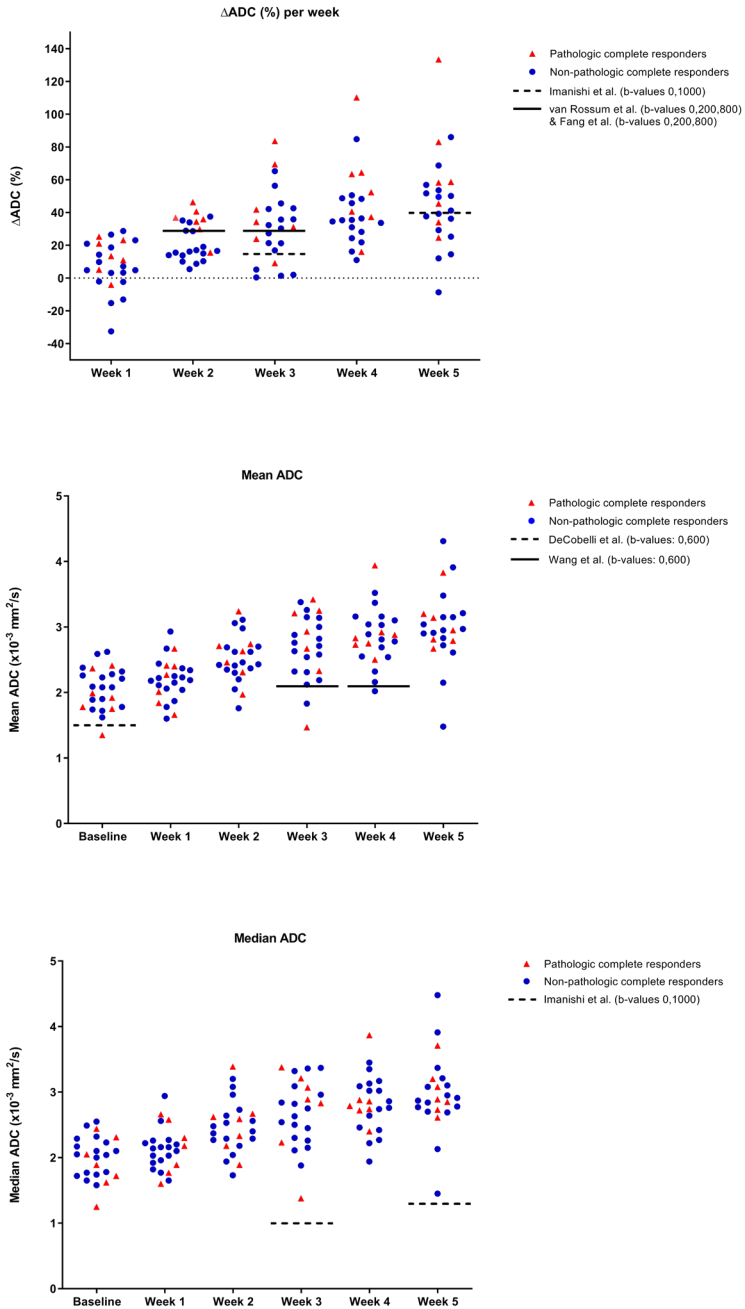 ΔADC (%) per week
140
120
100
80
60
40
20
0
-20
-40
ΔADC (%)
Week 1 Week 2 Week 3 Week 4 Week 5
Pathologic complete responders
Non-pathologic complete responders
Imanishi et al. (b-values 0,1000)
van Rossum et al. (b-values 0,200,800)
& Fang et al. (b-values 0,200,800)
Mean ADC
5
4
3
2
1
0
Mean ADC (x10⁻³ mm²/s)
Baseline Week 1 Week 2 Week 3 Week 4 Week 5
Pathologic complete responders
Non-pathologic complete responders
DeCobelli et al. (b-values: 0,600)
Wang et al. (b-values: 0,600)
Median ADC
5
4
3
2
1
0
Median ADC (x10⁻³ mm²/s)
Baseline Week 1 Week 2 Week 3 Week 4 Week 5
Pathologic complete responders
Non-pathologic complete responders
Imanishi et al. (b-values 0,1000)